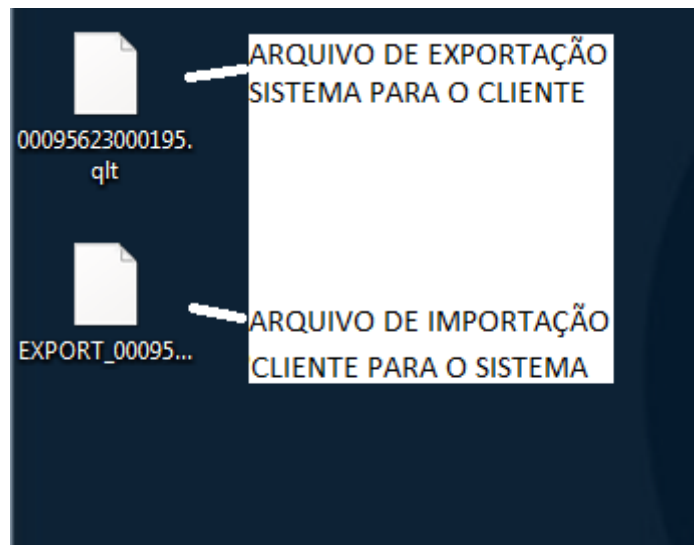 ARQUIVO DE EXPORTAÇÃO
SISTEMA PARA O CLIENTE
00095623000195.
qlt
ARQUIVO DE IMPORTAÇÃO
CLIENTE PARA O SISTEMA
EXPORT_00095...